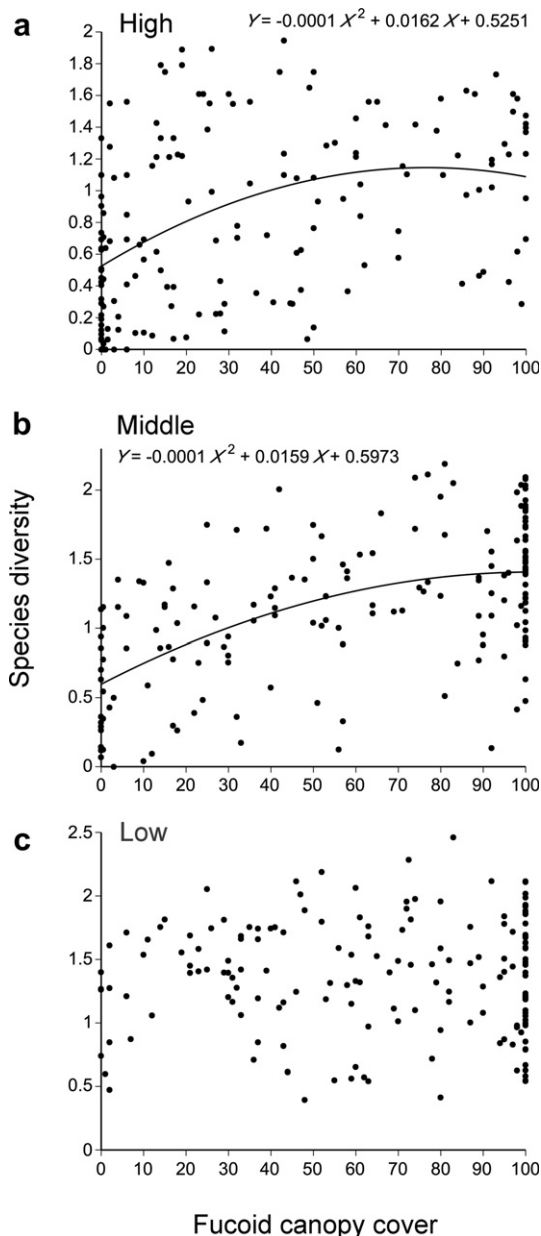 a High Y = -0.0001 X² + 0.0162 X + 0.5251
2
1.8
1.6
1.4
1.2
1
0.8
0.6
0.4
0.2
0
0 10 20 30 40 50 60 70 80 90 100
b Middle
Y = -0.0001 X² + 0.0159 X + 0.5973
2
1.5
1
0.5
0
0 10 20 30 40 50 60 70 80 90 100
Species diversity
c Low
2.5
2
1.5
1
0.5
0
0 10 20 30 40 50 60 70 80 90 100
Fucoid canopy cover